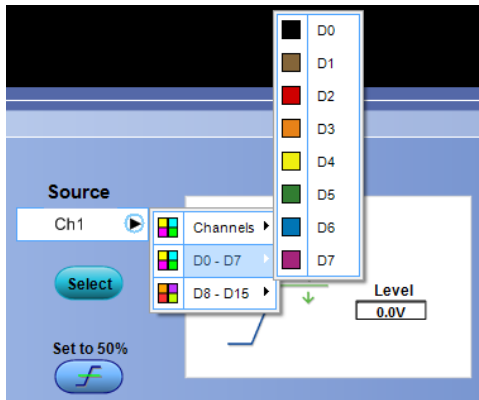 D0
D1
D2
D3
D4
D5
D6
D7
Source
Ch1
Channels
D0 - D7
D8 - D15
Select
Level
0.0V
Set to 50%